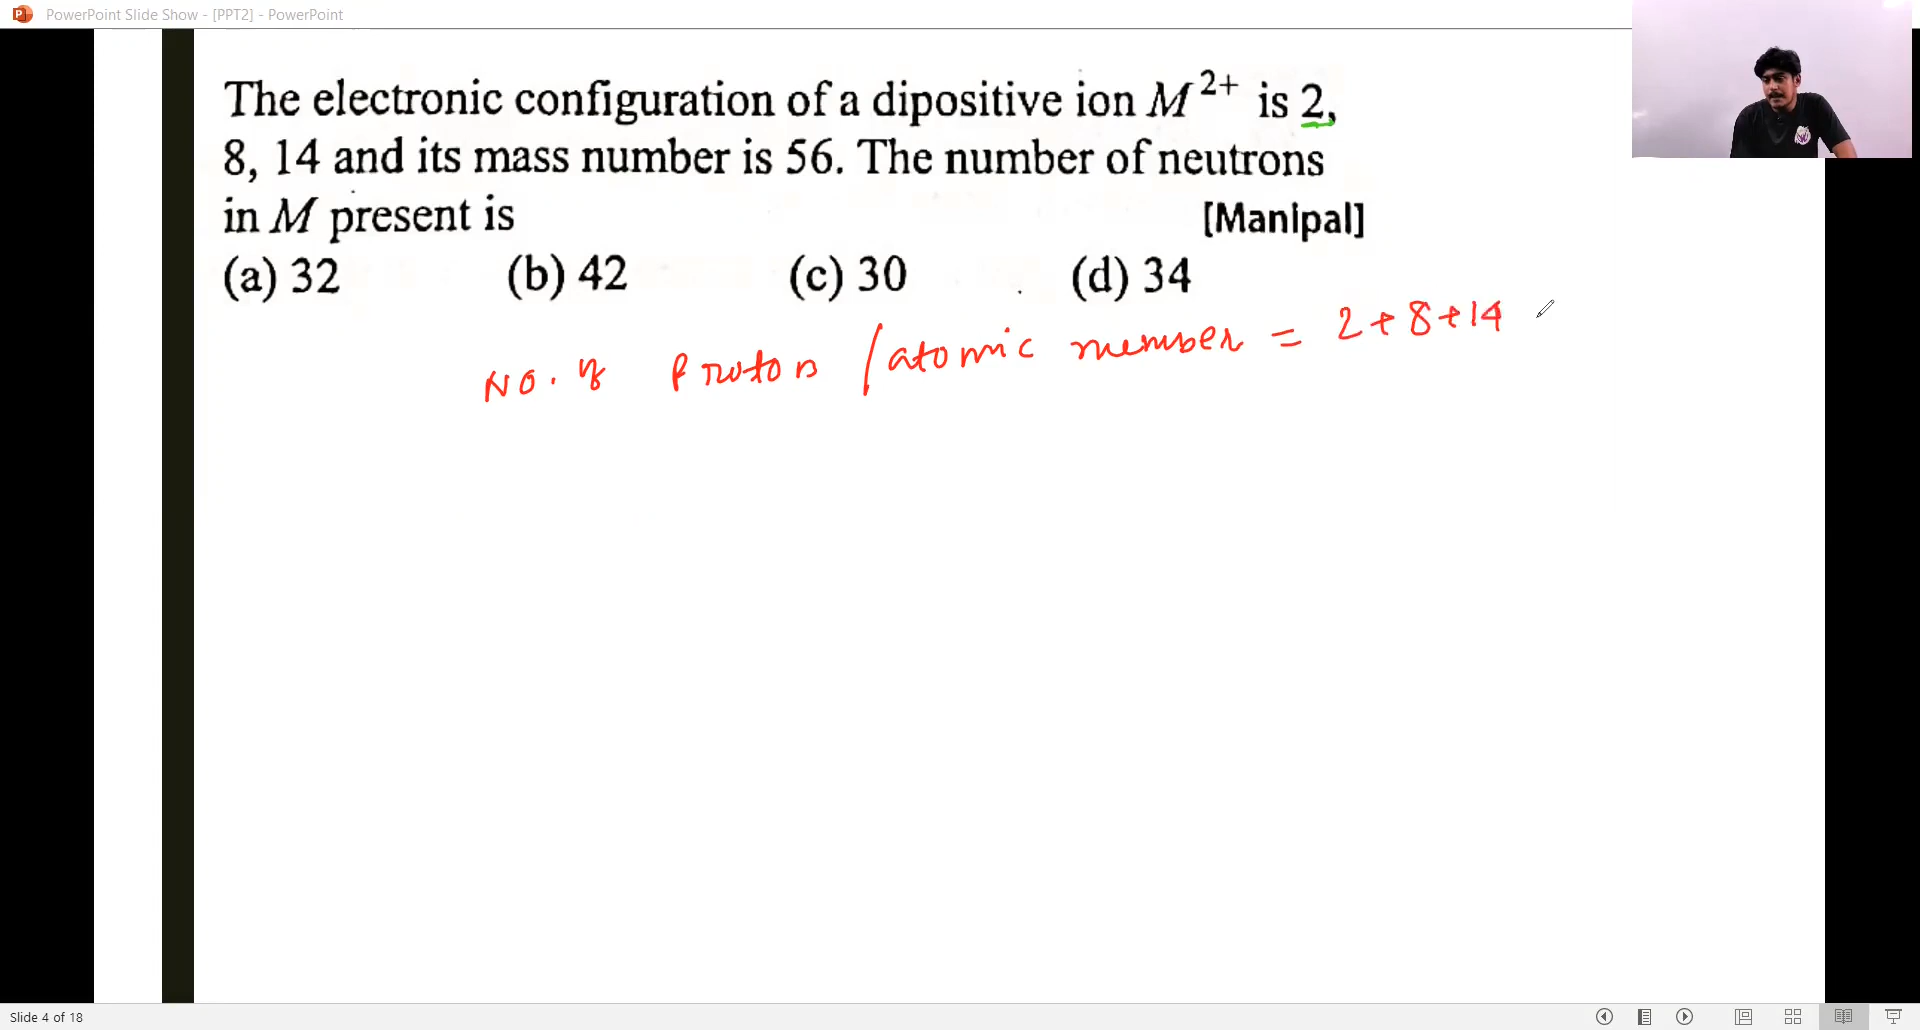 PowerPoint Slide Show - [PPT2] - PowerPoint
The electronic configuration of a dipositive ion M²⁺ is 2,
8, 14 and its mass number is 56. The number of neutrons
in M present is [Manipal]
(a) 32 (b) 42 (c) 30 (d) 34
No. of Proton / atomic number = 2 + 8 + 14
Slide 4 of 18